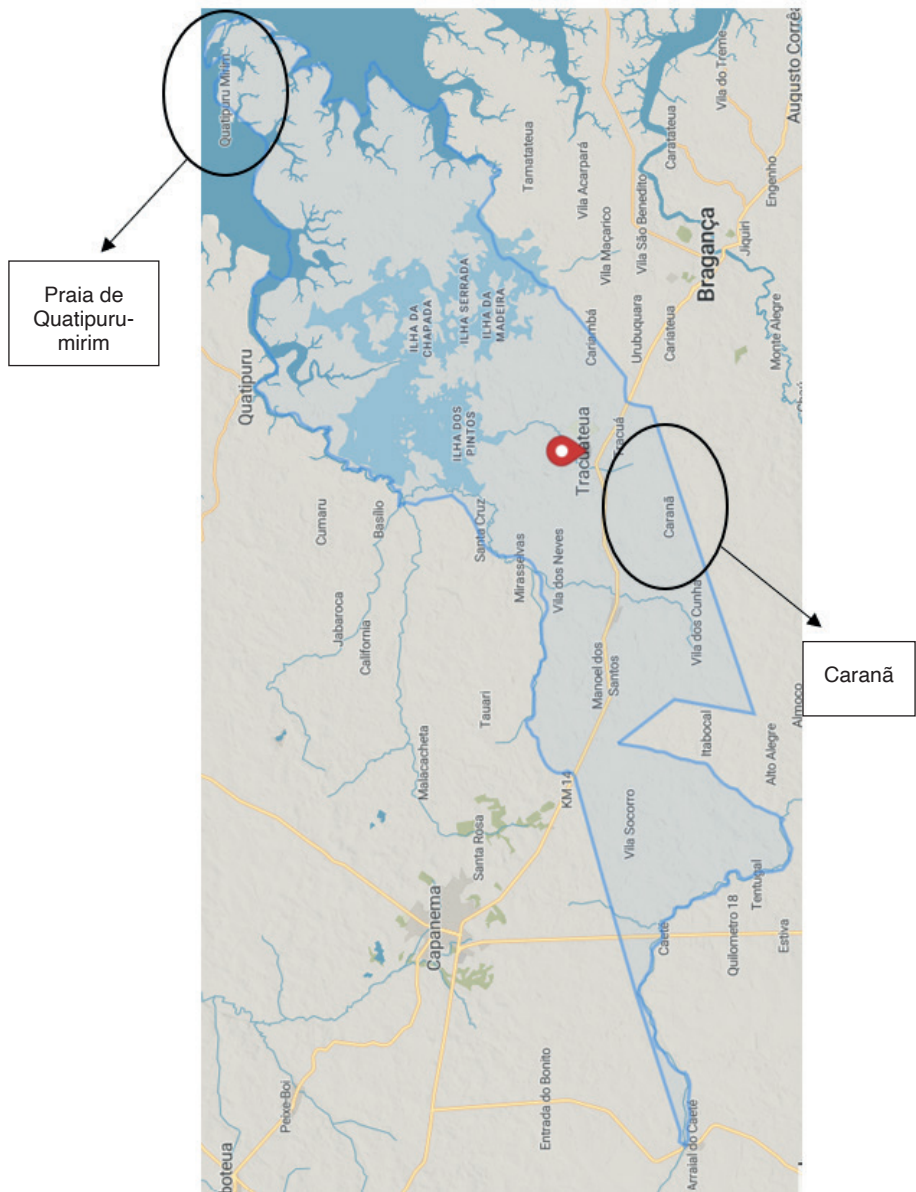 Praia de
Quatipuru-
mirim
Caranã
Quatipuru Mirim
Vila do Treme
Augusto Corrêa
Caratateua
Engenho
Tamatateua
Vila Acarpará
Vila Maçarico
Vila São Benedito
Jiquiri
Bragança
Monte Alegre
ILHA DA
CHAPADA
ILHA SERRADA
ILHA DA
MADEIRA
Cariambá
Urubuquara
Cariateua
Quatipuru
ILHA DOS
PINTOS
Tracuateua
Tracuá
Caranã
Cumaru
Basílio
Santa Cruz
Mirasselvas
Vila dos Neves
Vila dos Cunha
Jabaroca
California
Tauari
Manoel dos
Santos
Itabocal
Alto Alegre
Almoço
Malacacheta
KM 14
Santa Rosa
Vila Socorro
Capanema
Caeté
Quilometro 18
Tentugal
Estiva
Peixe-Boi
Entrada do Bonito
Arraial do Caeté
boteua